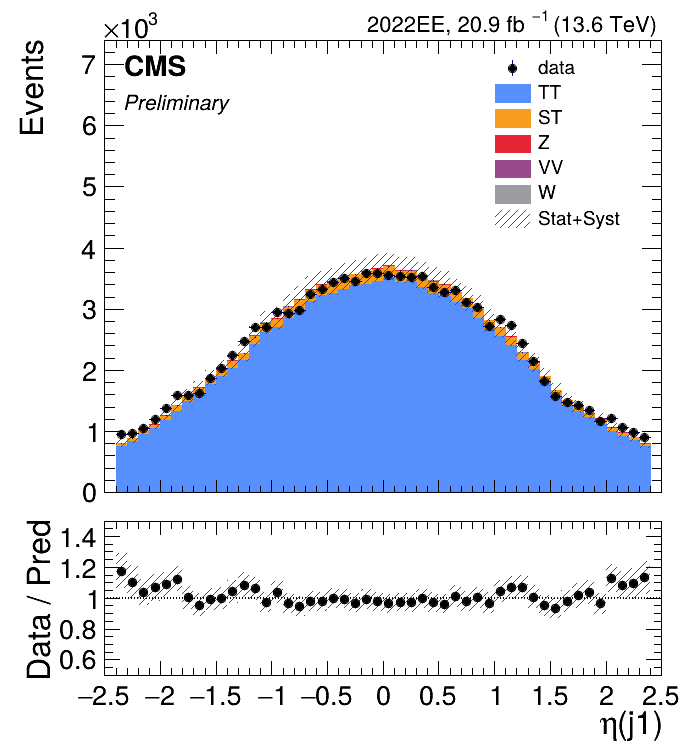 ×10³ 2022EE, 20.9 fb ⁻¹ (13.6 TeV)
Events
7
6
5
4
3
2
1
0
CMS
Preliminary
data
TT
ST
Z
VV
W
Stat+Syst
Data / Pred
1.4
1.2
1
0.8
0.6
−2.5 −2 −1.5 −1 −0.5 0 0.5 1 1.5 2 2.5
η(j1)